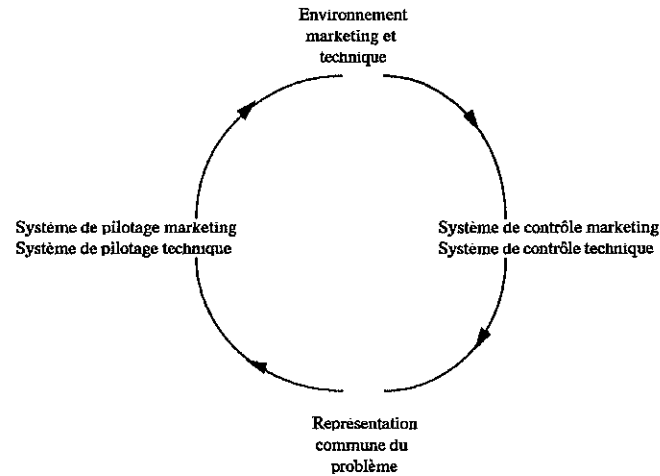 Environnement
marketing et
technique
Système de pilotage marketing
Système de pilotage technique
Système de contrôle marketing
Système de contrôle technique
Représentation
commune du
problème